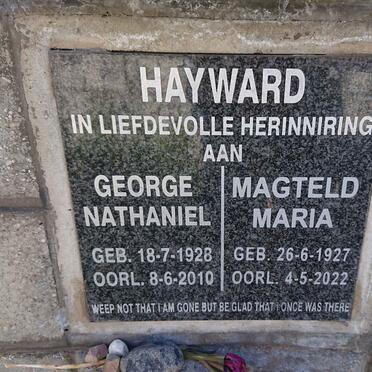 HAYWARD
IN LIEFDEVOLLE HERINNIRING
AAN
GEORGE
NATHANIEL
GEB. 18-7-1928
OORL. 8-6-2010
MAGTELD
MARIA
GEB. 26-6-1927
OORL. 4-5-2022
WEEP NOT THAT I AM GONE BUT BE GLAD THAT I ONCE WAS THERE